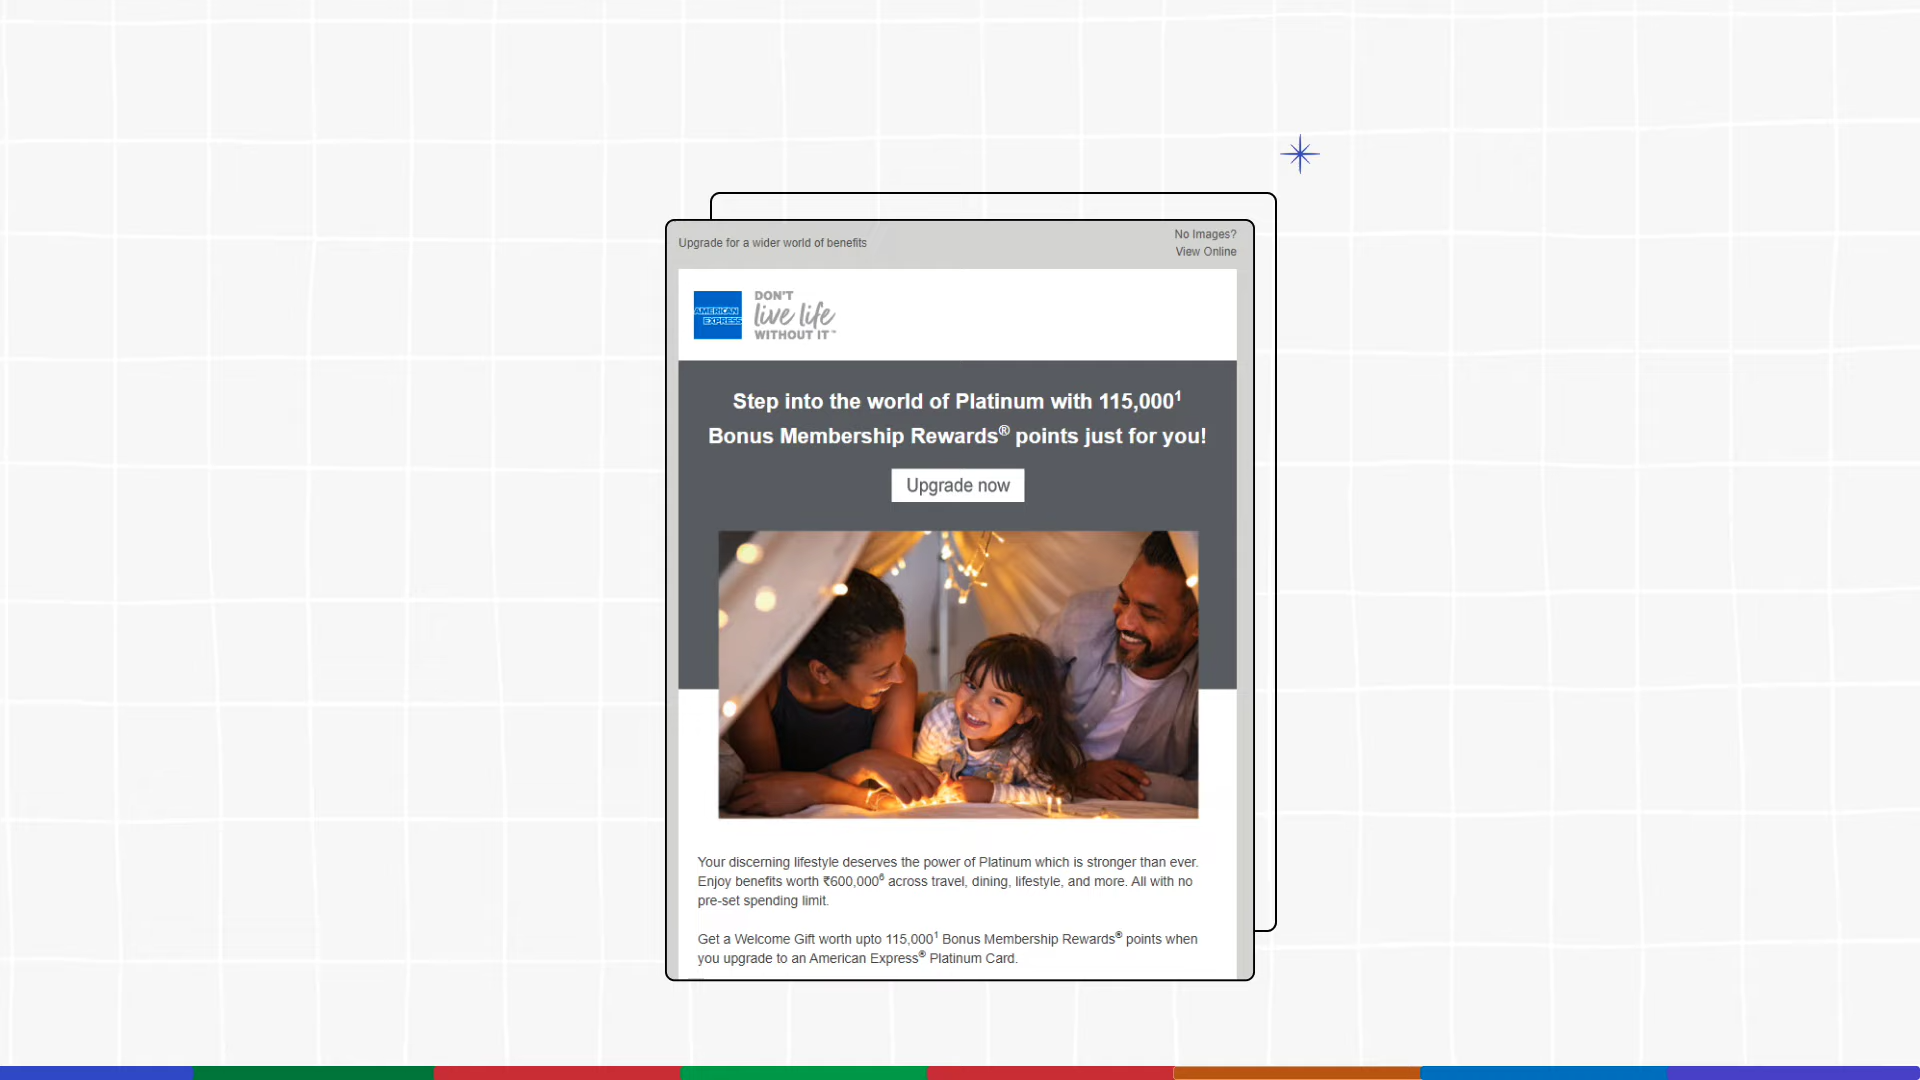 Upgrade for a wider world of benefits
No Images?
View Online
AMERICAN
EXPRESS
DON'T
live life
WITHOUT IT™
Step into the world of Platinum with 115,000¹
Bonus Membership Rewards® points just for you!
Upgrade now
Your discerning lifestyle deserves the power of Platinum which is stronger than ever.
Enjoy benefits worth ₹600,000⁶ across travel, dining, lifestyle, and more. All with no
pre-set spending limit.
Get a Welcome Gift worth upto 115,000¹ Bonus Membership Rewards® points when
you upgrade to an American Express® Platinum Card.